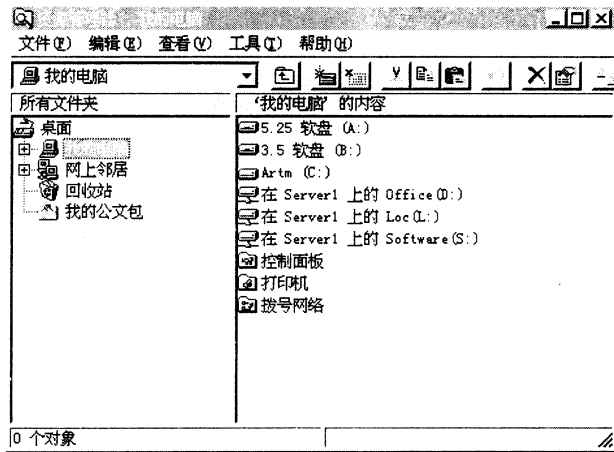 文件(F) 编辑(E) 查看(V) 工具(T) 帮助(H)
我的电脑
所有文件夹
‘我的电脑’ 的内容
桌面
网上邻居
回收站
我的公文包
5.25 软盘 (A:)
3.5 软盘 (B:)
Artm (C:)
在 Server1 上的 Office(D:)
在 Server1 上的 Loc(L:)
在 Server1 上的 Software(S:)
控制面板
打印机
拨号网络
0 个对象